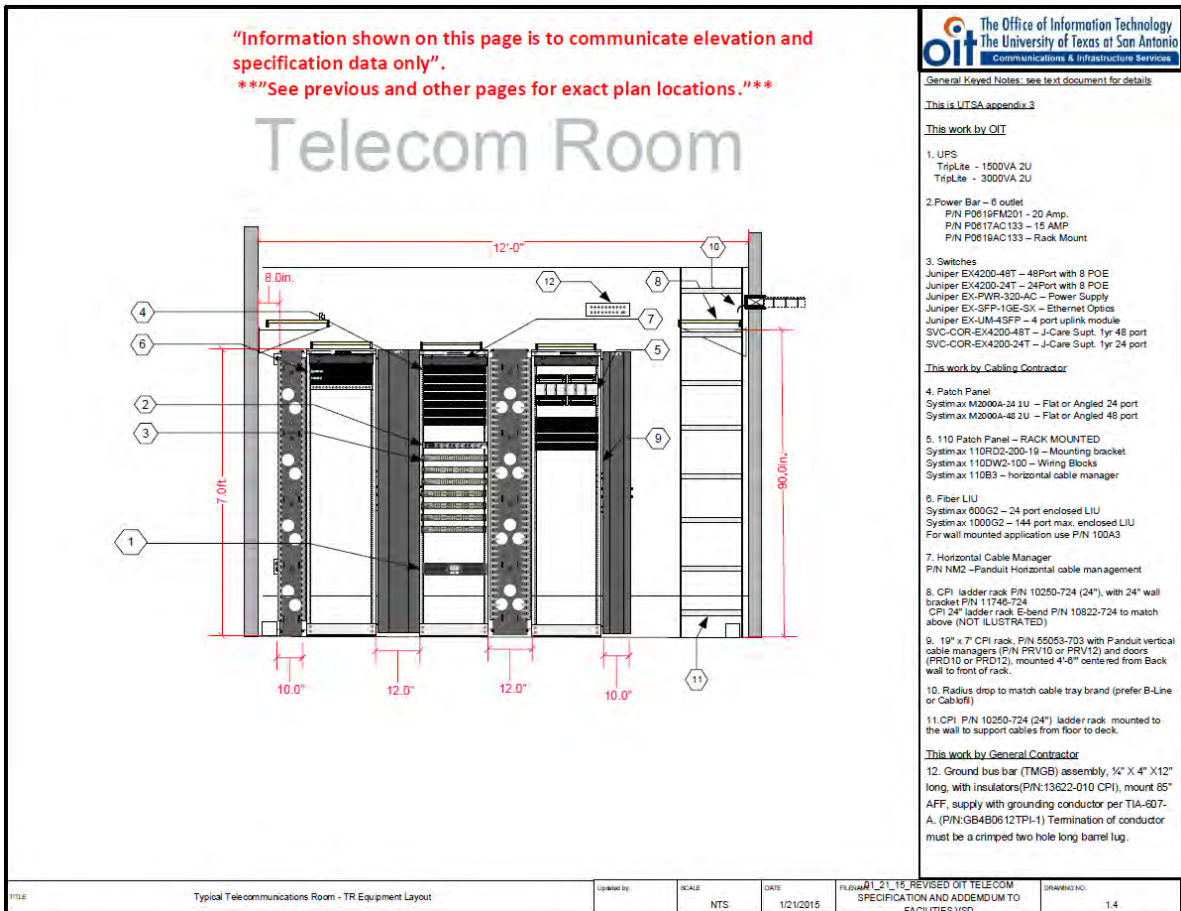 “Information shown on this page is to communicate elevation and
specification data only”.
**”See previous and other pages for exact plan locations.”**
Telecom Room
12'-0"
8.0in.
10
12
8
4
7
6
5
2
3
9
7.0ft.
90.0in.
1
11
10.0"
12.0"
12.0"
10.0"
oit
The Office of Information Technology
The University of Texas at San Antonio
Communications & Infrastructure Services
General Keyed Notes: see text document for details
This is UTSA appendix 3
This work by OIT
1. UPS
TripLite - 1500VA 2U
TripLite - 3000VA 2U
2.Power Bar – 6 outlet
P/N P0619FM201 - 20 Amp.
P/N P0617AC133 – 15 AMP
P/N P0619AC133 – Rack Mount
3. Switches
Juniper EX4200-48T – 48Port with 8 POE
Juniper EX4200-24T – 24Port with 8 POE
Juniper EX-PWR-320-AC – Power Supply
Juniper EX-SFP-1GE-SX – Ethernet Optics
Juniper EX-UM-4SFP – 4 port uplink module
SVC-COR-EX4200-48T – J-Care Supt. 1yr 48 port
SVC-COR-EX4200-24T – J-Care Supt. 1yr 24 port
This work by Cabling Contractor
4. Patch Panel
Systimax M2000A-24 1U – Flat or Angled 24 port
Systimax M2000A-48 2U – Flat or Angled 48 port
5. 110 Patch Panel – RACK MOUNTED
Systimax 110RD2-200-19 – Mounting bracket
Systimax 110DW2-100 – Wiring Blocks
Systimax 110B3 – horizontal cable manager
6. Fiber LIU
Systimax 600G2 – 24 port enclosed LIU
Systimax 1000G2 – 144 port max. enclosed LIU
For wall mounted application use P/N 100A3
7. Horizontal Cable Manager
P/N NM2 –Panduit Horizontal cable management
8. CPI ladder rack P/N 10250-724 (24"), with 24" wall
bracket P/N 11746-724
CPI 24" ladder rack E-bend P/N 10822-724 to match
above (NOT ILUSTRATED)
9. 19" x 7' CPI rack, P/N 55053-703 with Panduit vertical
cable managers (P/N PRV10 or PRV12) and doors
(PRD10 or PRD12), mounted 4'-6" centered from Back
wall to front of rack.
10. Radius drop to match cable tray brand (prefer B-Line
or Cablofil)
11.CPI P/N 10250-724 (24") ladder rack mounted to
the wall to support cables from floor to deck.
This work by General Contractor
12. Ground bus bar (TMGB) assembly, ¼" X 4" X12"
long, with insulators(P/N:13622-010 CPI), mount 85"
AFF, supply with grounding conductor per TIA-607-
A. (P/N:GB4B0612TPI-1) Termination of conductor
must be a crimped two hole long barrel lug.
TITLE
Typical Telecommunications Room - TR Equipment Layout
Updated by:
SCALE
NTS
DATE
1/21/2015
FILENAME
01_21_15_REVISED OIT TELECOM
SPECIFICATION AND ADDEMDUM TO
FACILITIES.VSD
DRAWING NO.
1.4